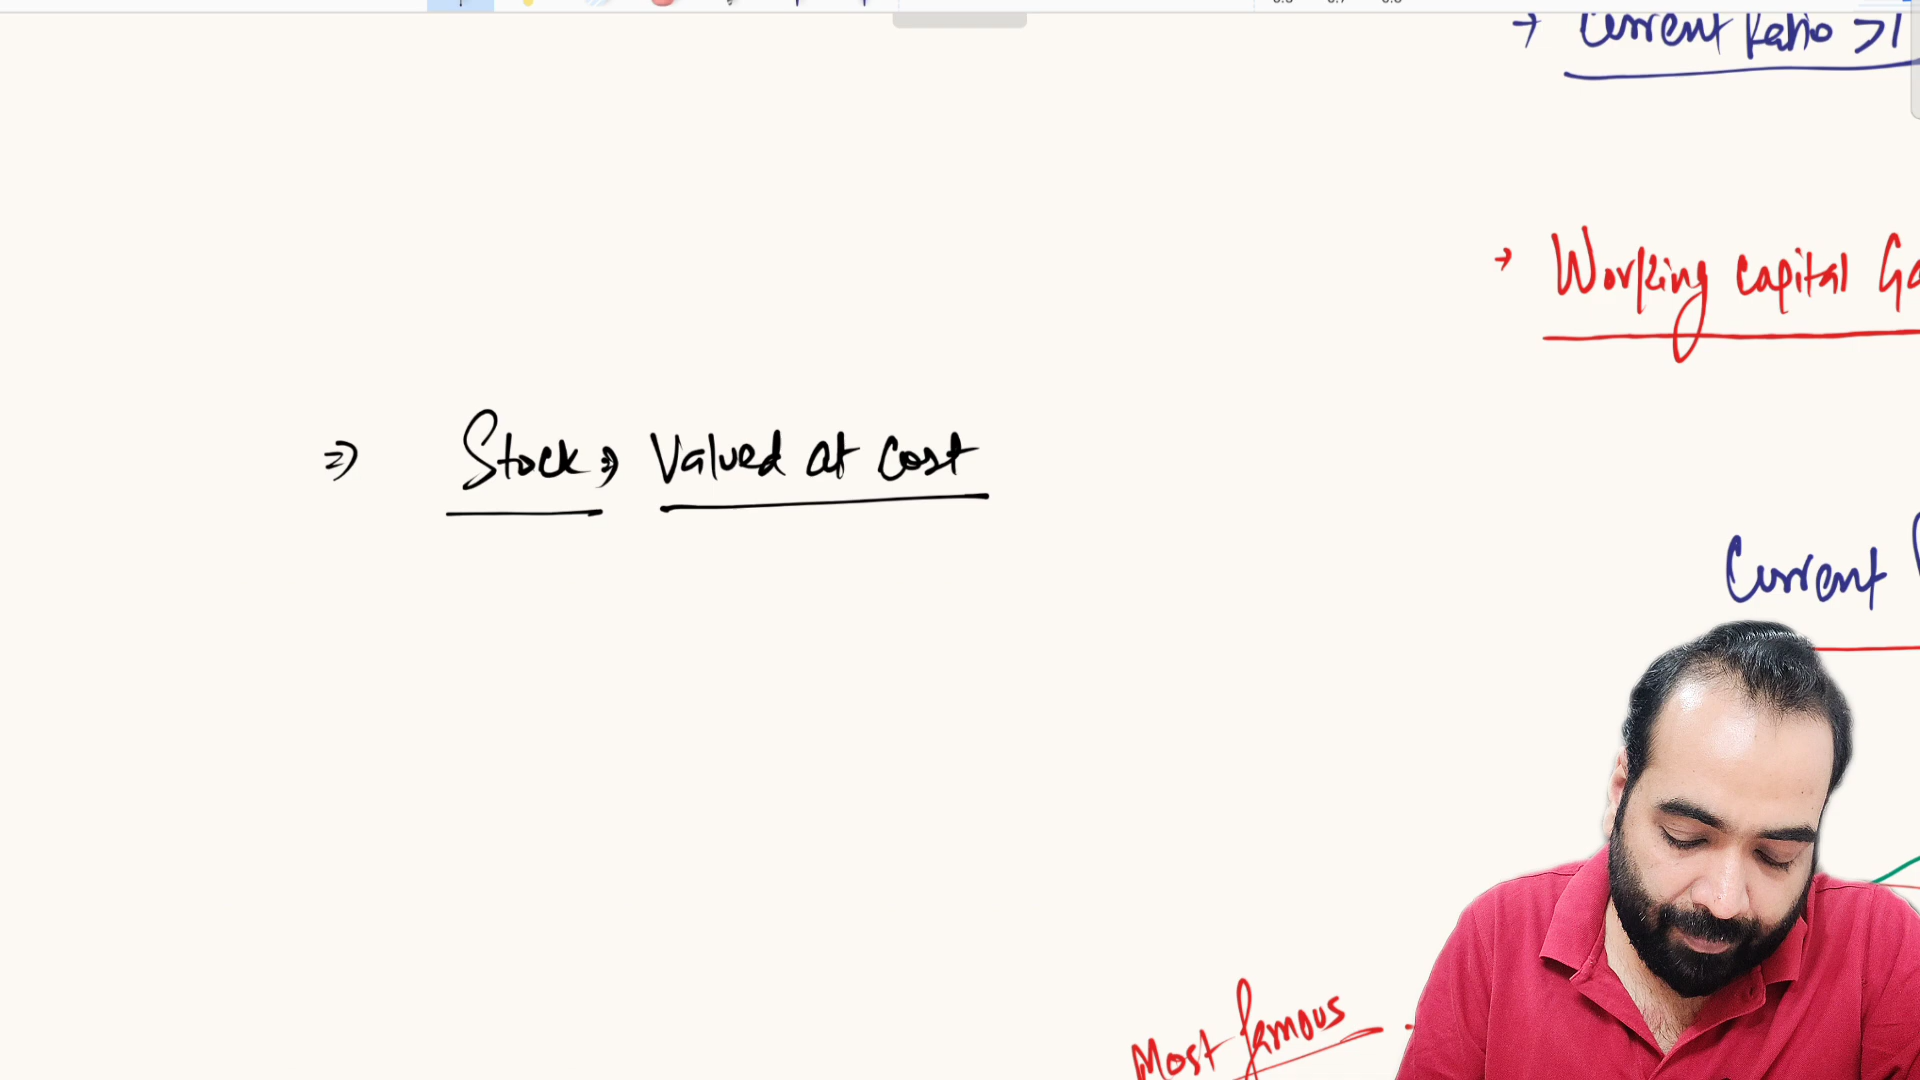 → Current Ratio >1
→ Working capital
⇒ Stock ⇒ Valued at cost
Current
Most famous